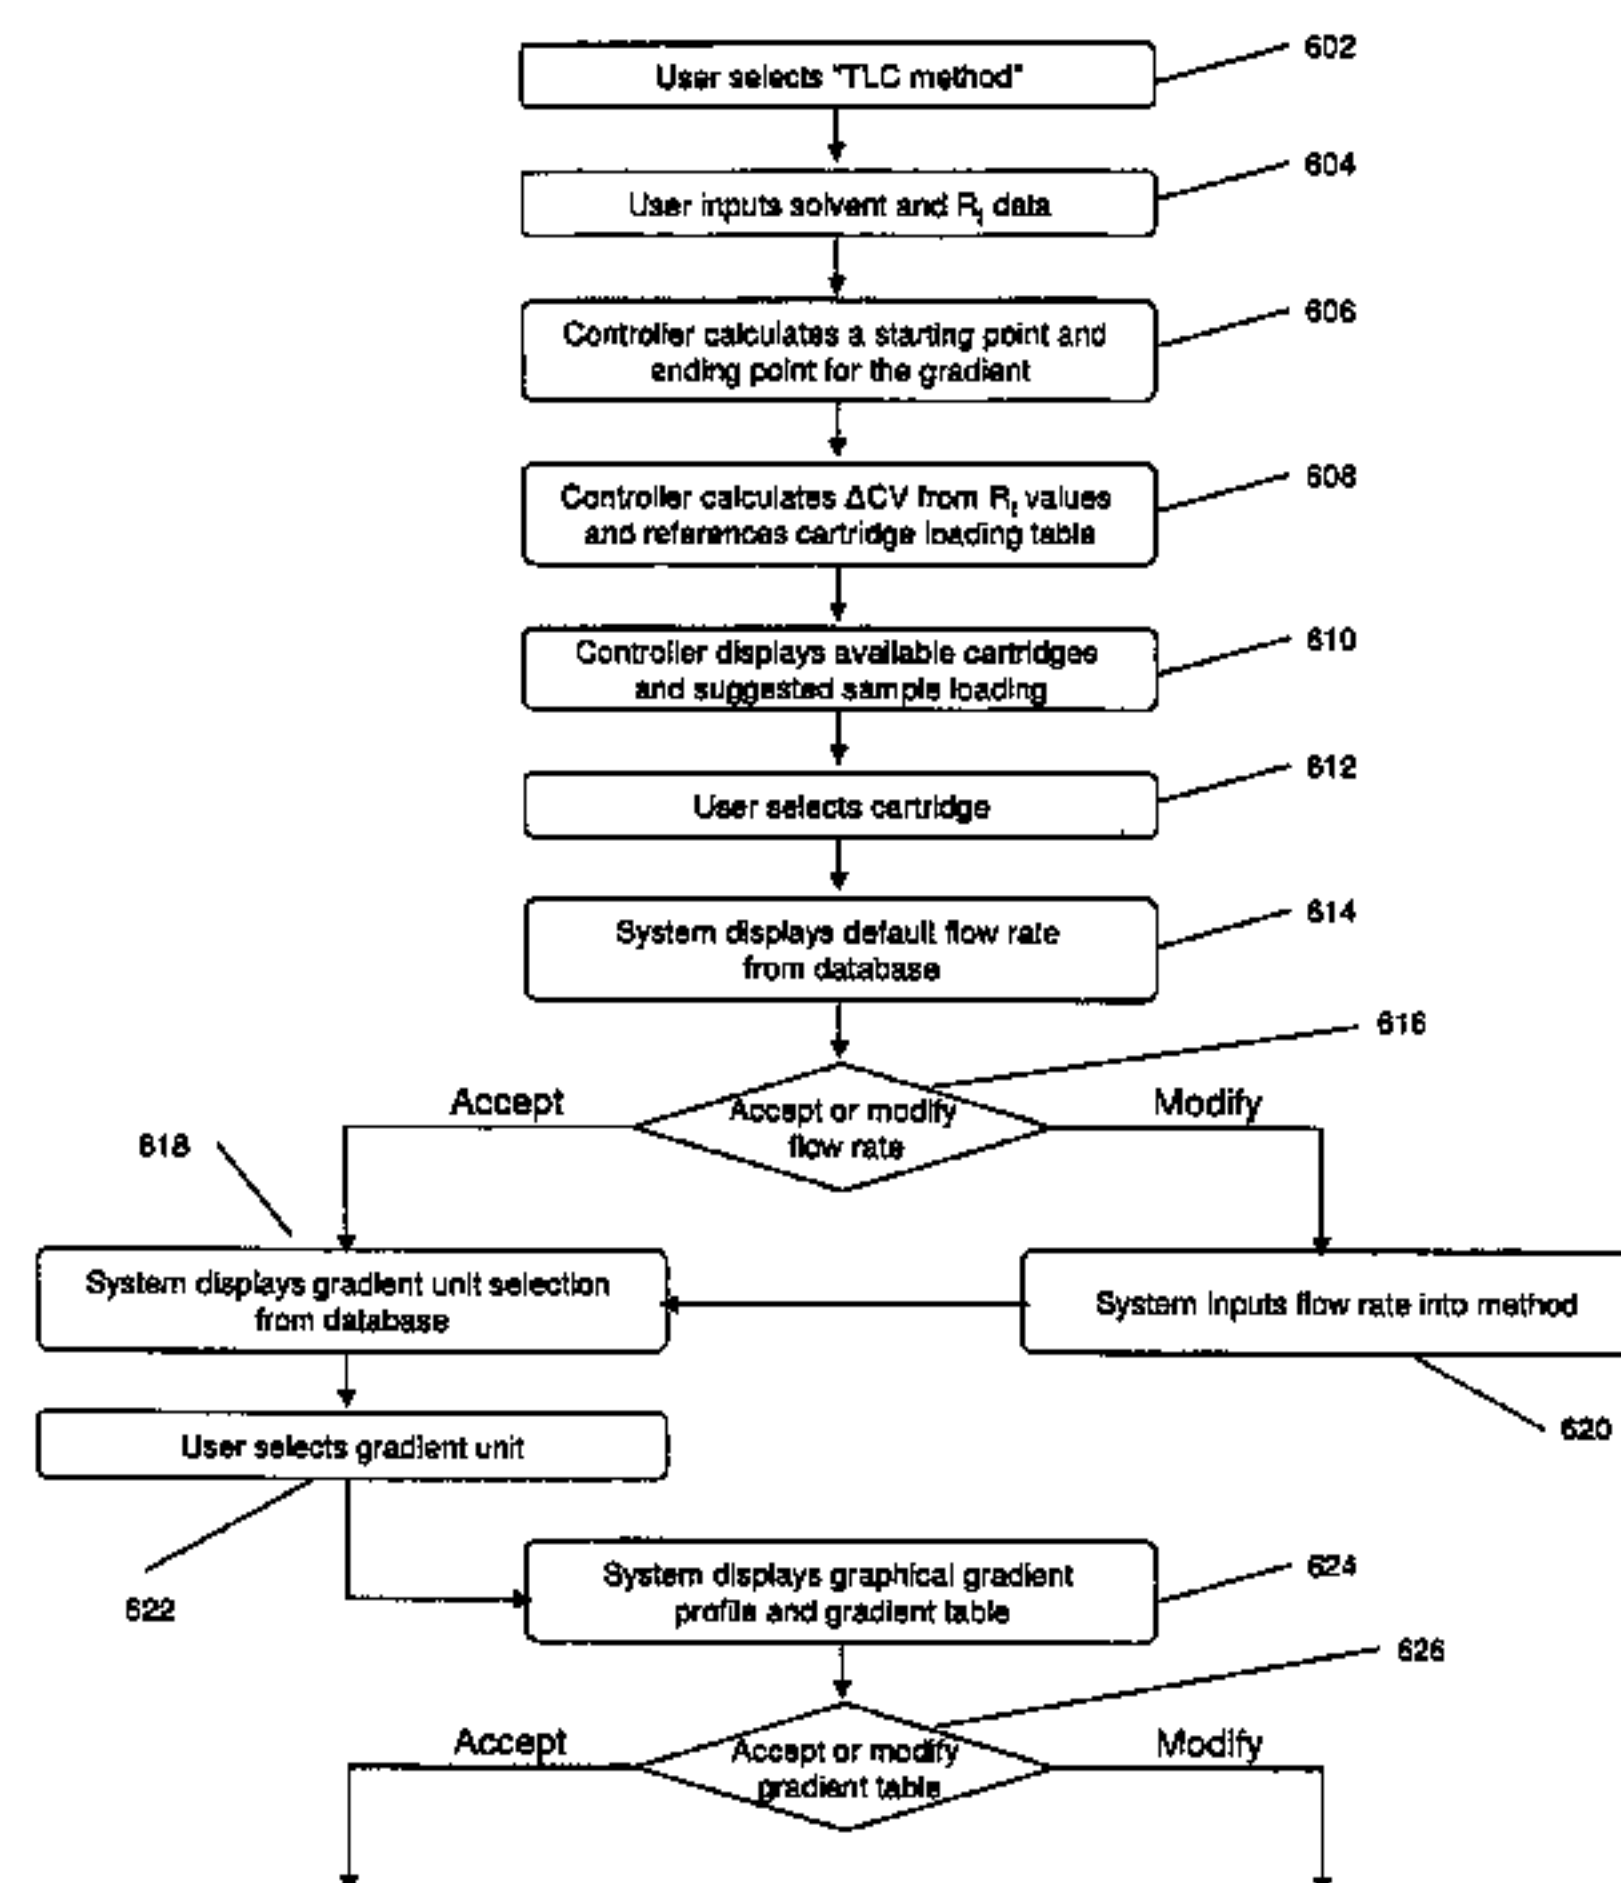 602
User selects "TLC method"
604
User inputs solvent and Rf data
606
Controller calculates a starting point and
ending point for the gradient
608
Controller calculates ΔCV from Rf values
and references cartridge loading table
610
Controller displays available cartridges
and suggested sample loading
612
User selects cartridge
614
System displays default flow rate
from database
616
Accept
Accept or modify
flow rate
Modify
618
System displays gradient unit selection
from database
System inputs flow rate into method
620
User selects gradient unit
622
System displays graphical gradient
profile and gradient table
624
626
Accept
Accept or modify
gradient table
Modify